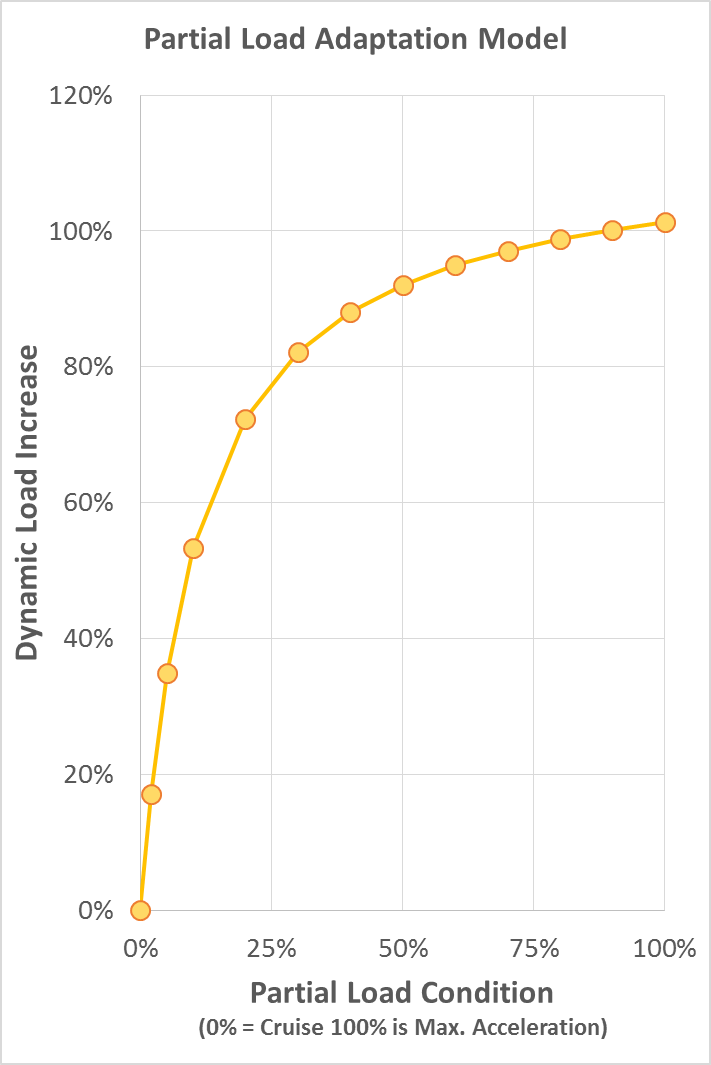 Partial Load Adaptation Model
120%
100%
80%
60%
40%
20%
0%
Dynamic Load Increase
0% 25% 50% 75% 100%
Partial Load Condition
(0% = Cruise 100% is Max. Acceleration)